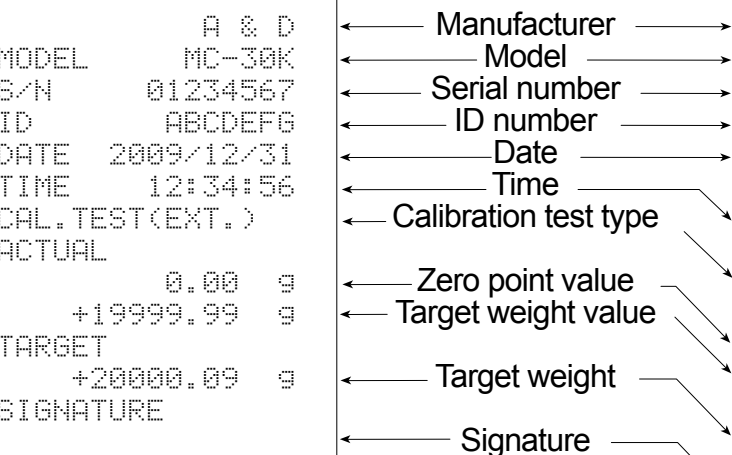 A & D Manufacturer
MODEL MC-30K Model
S/N 01234567 Serial number
ID ABCDEFG ID number
DATE 2009/12/31 Date
TIME 12:34:56 Time
CAL.TEST(EXT.) Calibration test type
ACTUAL
0.00 g Zero point value
+19999.99 g Target weight value
TARGET
+20000.09 g Target weight
SIGNATURE
Signature